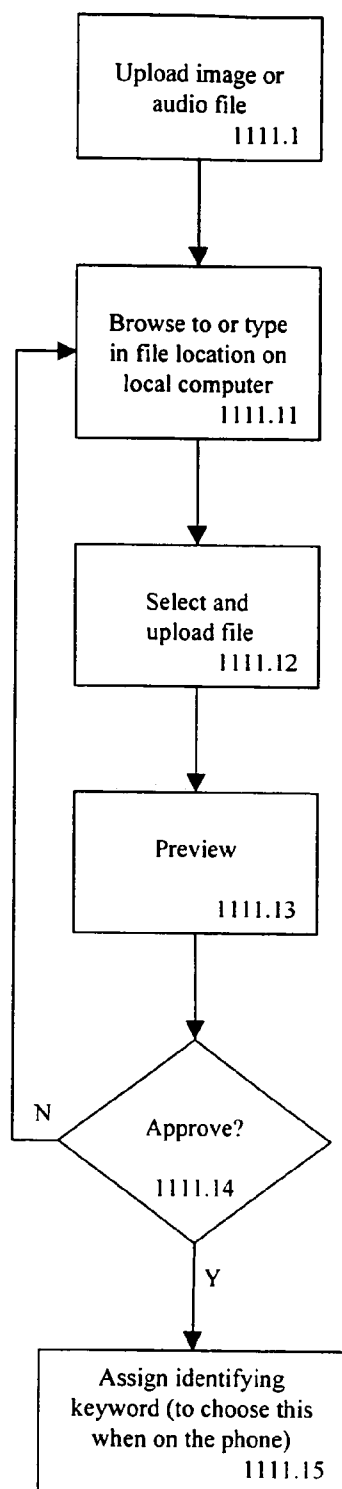 Upload image or
audio file
1111.1
Browse to or type
in file location on
local computer
1111.11
Select and
upload file
1111.12
Preview
1111.13
N
Approve?
1111.14
Y
Assign identifying
keyword (to choose this
when on the phone)
1111.15